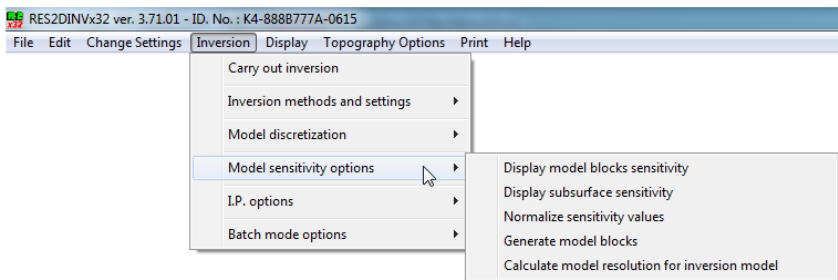 RES2DINVx32 ver. 3.71.01 - ID. No. : K4-888B777A-0615
File Edit Change Settings Inversion Display Topography Options Print Help
Carry out inversion
Inversion methods and settings
Model discretization
Model sensitivity options
Display model blocks sensitivity
Display subsurface sensitivity
I.P. options
Normalize sensitivity values
Batch mode options
Generate model blocks
Calculate model resolution for inversion model